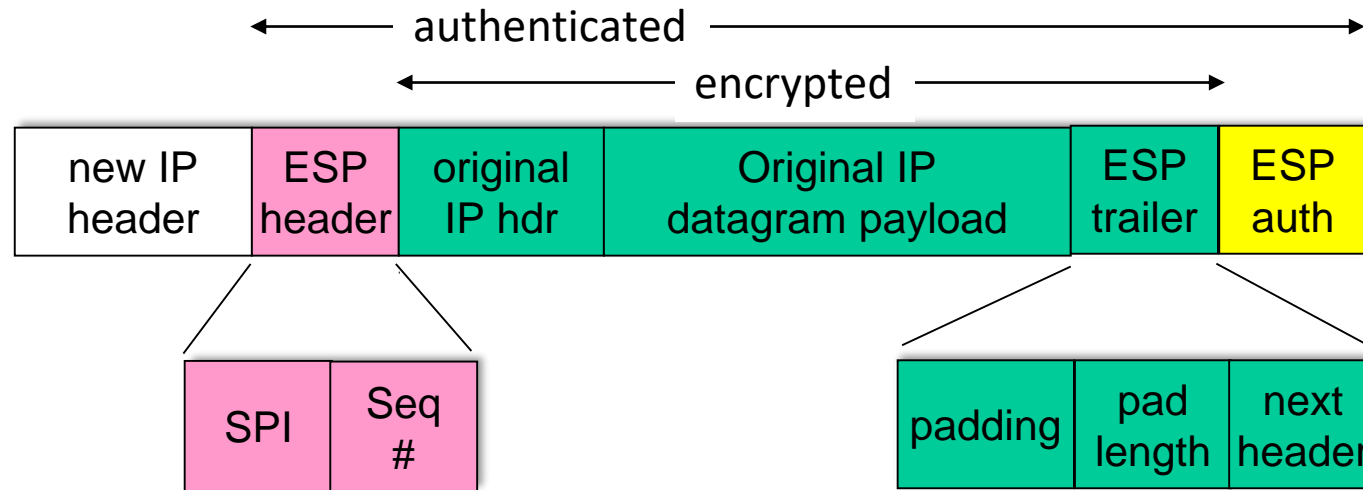 authenticated
encrypted
new IP
header
ESP
header
original
IP hdr
Original IP
datagram payload
ESP
trailer
ESP
auth
SPI
Seq
#
padding
pad
length
next
header